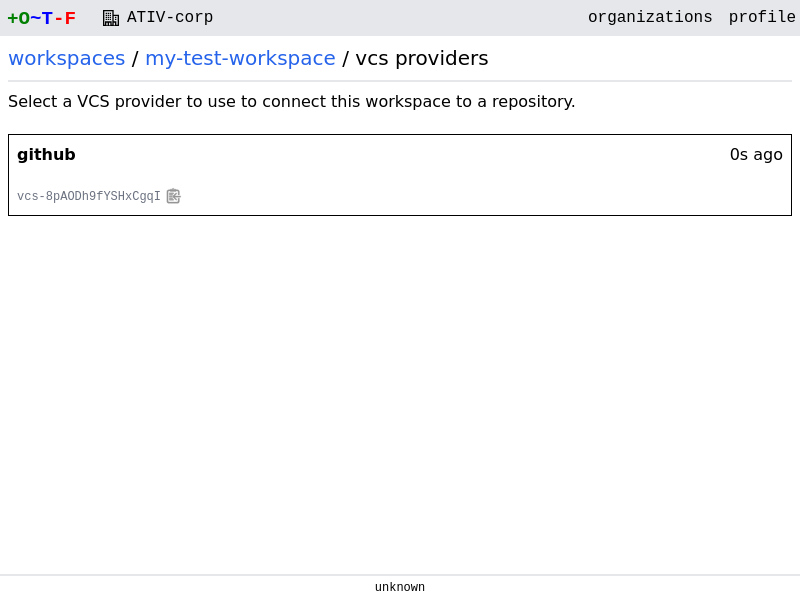 +O~T-F ATIV-corp organizations profile
workspaces / my-test-workspace / vcs providers
Select a VCS provider to use to connect this workspace to a repository.
github 0s ago
vcs-8pAODh9fYSHxCgqI
unknown